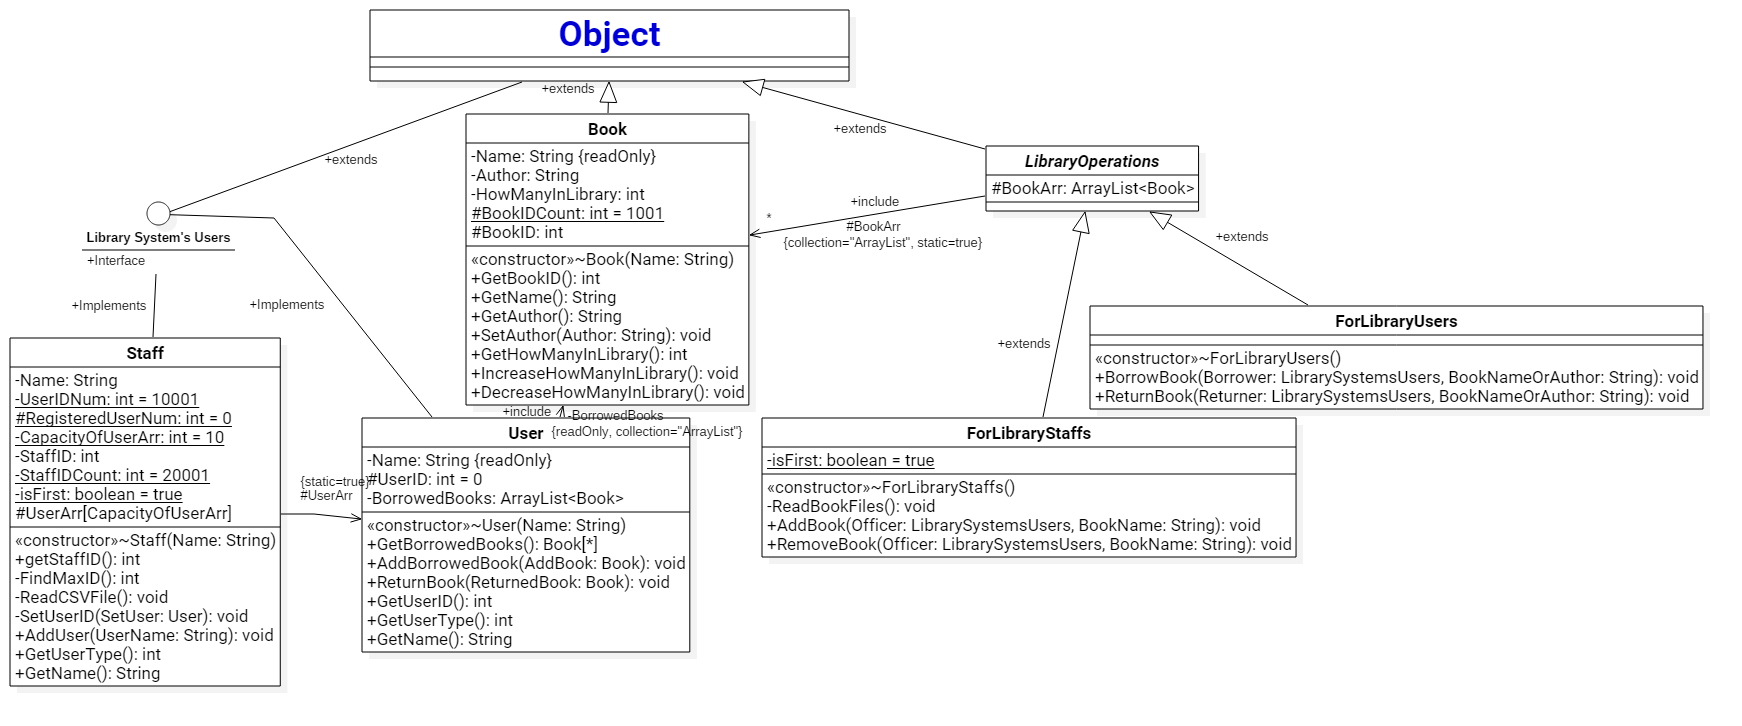 Object
+extends
+extends
+extends
Book
-Name: String {readOnly}
-Author: String
-HowManyInLibrary: int
#BookIDCount: int = 1001
#BookID: int
«constructor»~Book(Name: String)
+GetBookID(): int
+GetName(): String
+GetAuthor(): String
+SetAuthor(Author: String): void
+GetHowManyInLibrary(): int
+IncreaseHowManyInLibrary(): void
+DecreaseHowManyInLibrary(): void
LibraryOperations
#BookArr: ArrayList<Book>
+include
*
#BookArr
{collection="ArrayList", static=true}
Library System's Users
+Interface
+Implements
+Implements
+extends
+extends
ForLibraryUsers
«constructor»~ForLibraryUsers()
+BorrowBook(Borrower: LibrarySystemsUsers, BookNameOrAuthor: String): void
+ReturnBook(Returner: LibrarySystemsUsers, BookNameOrAuthor: String): void
Staff
-Name: String
-UserIDNum: int = 10001
#RegisteredUserNum: int = 0
-CapacityOfUserArr: int = 10
-StaffID: int
-StaffIDCount: int = 20001
-isFirst: boolean = true
#UserArr[CapacityOfUserArr]
«constructor»~Staff(Name: String)
+getStaffID(): int
-FindMaxID(): int
-ReadCSVFile(): void
-SetUserID(SetUser: User): void
+AddUser(UserName: String): void
+GetUserType(): int
+GetName(): String
{static=true}
#UserArr
+include
-BorrowedBooks
{readOnly, collection="ArrayList"}
User
-Name: String {readOnly}
#UserID: int = 0
-BorrowedBooks: ArrayList<Book>
«constructor»~User(Name: String)
+GetBorrowedBooks(): Book[*]
+AddBorrowedBook(AddBook: Book): void
+ReturnBook(ReturnedBook: Book): void
+GetUserID(): int
+GetUserType(): int
+GetName(): String
ForLibraryStaffs
-isFirst: boolean = true
«constructor»~ForLibraryStaffs()
-ReadBookFiles(): void
+AddBook(Officer: LibrarySystemsUsers, BookName: String): void
+RemoveBook(Officer: LibrarySystemsUsers, BookName: String): void